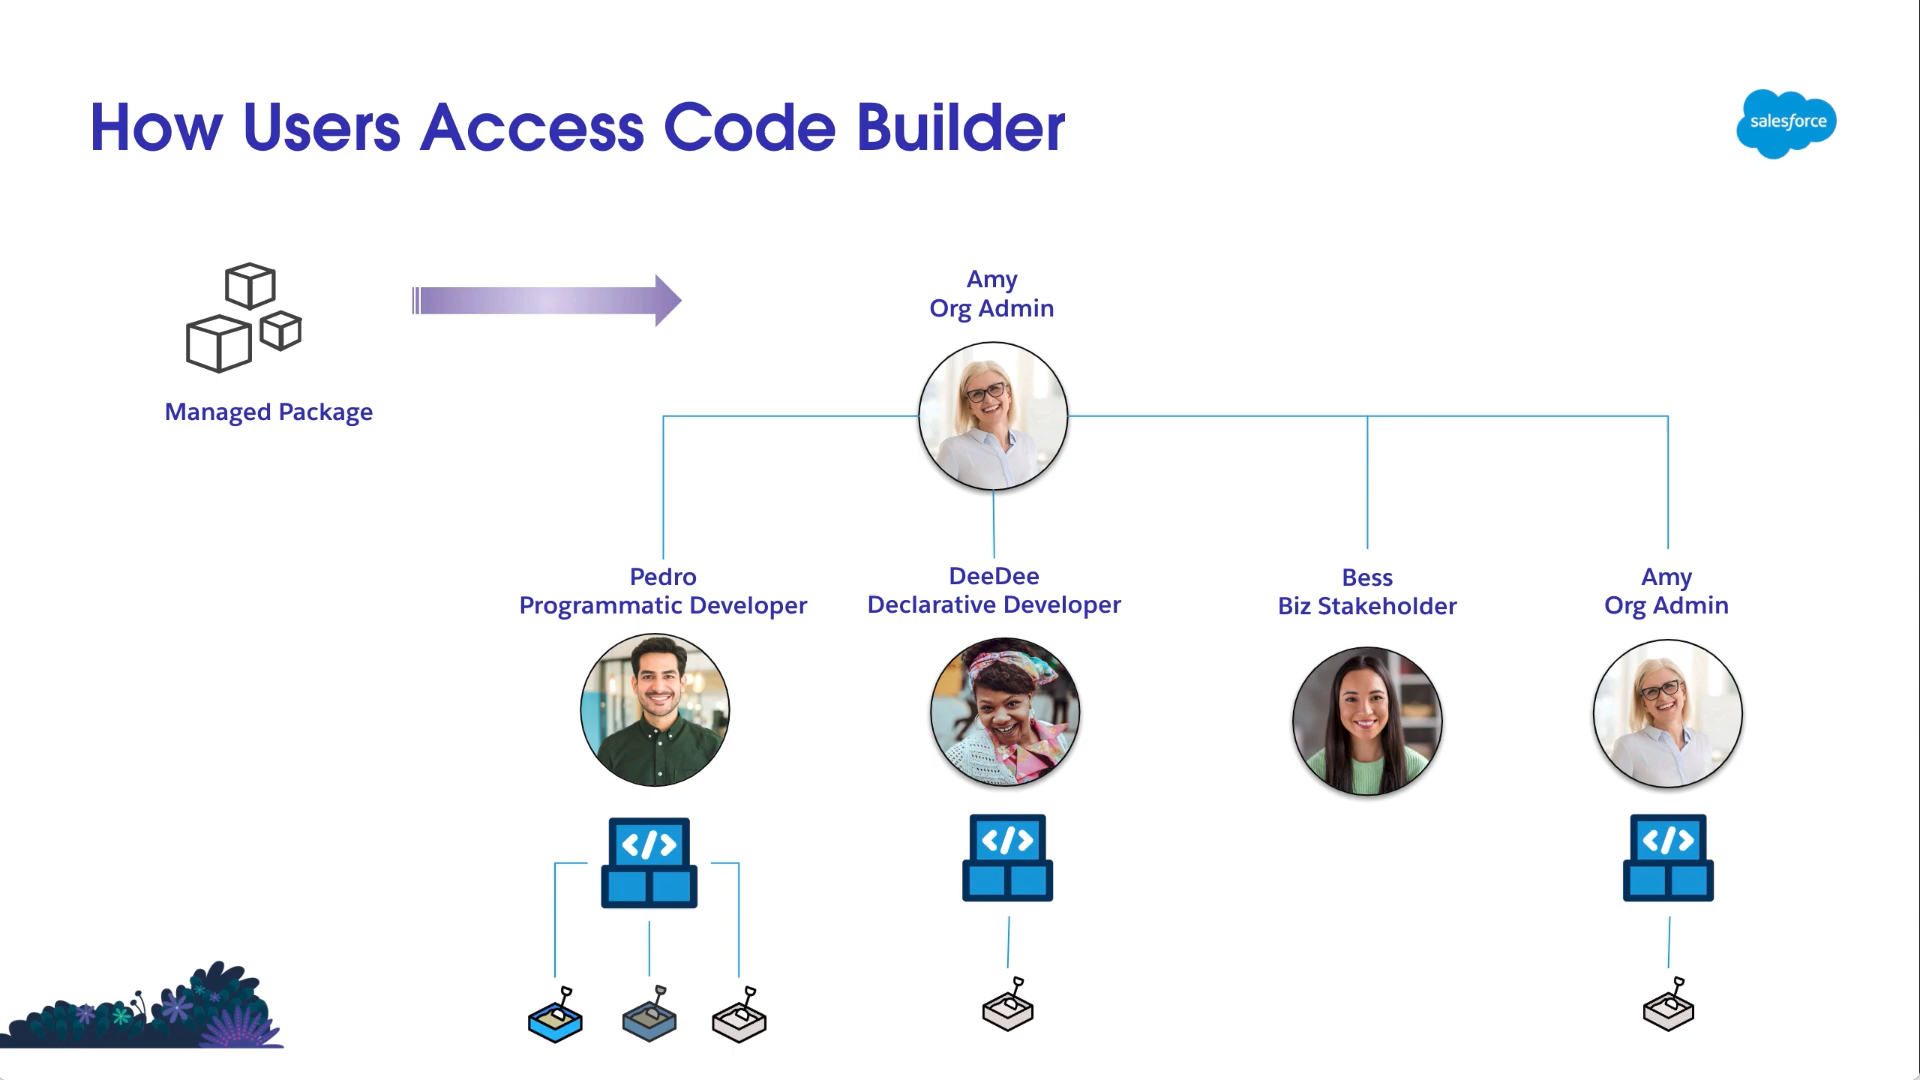 How Users Access Code Builder
salesforce
Managed Package
Amy
Org Admin
Pedro
Programmatic Developer
DeeDee
Declarative Developer
Bess
Biz Stakeholder
Amy
Org Admin
</>
</>
</>